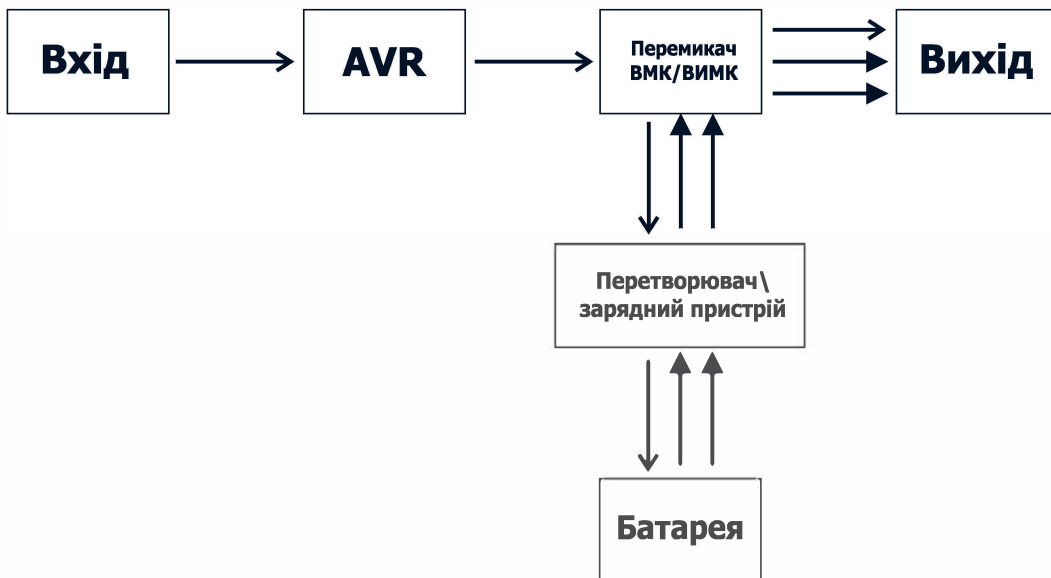 Вхід
AVR
Перемикач
ВМК/ВИМК
Вихід
Перетворювач\
зарядний пристрій
Батарея